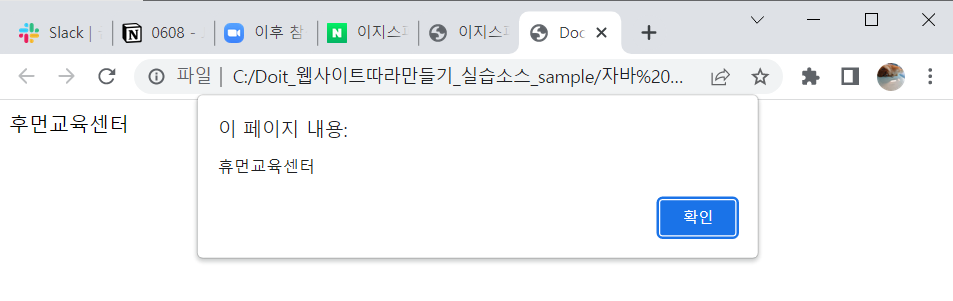 Slack | 
0608 - 
이후 참
이지스
이지스
Doc
파일 | C:/Doit_웹사이트따라만들기_실습소스_sample/자바%20...
후먼교육센터
이 페이지 내용:
휴먼교육센터
확인